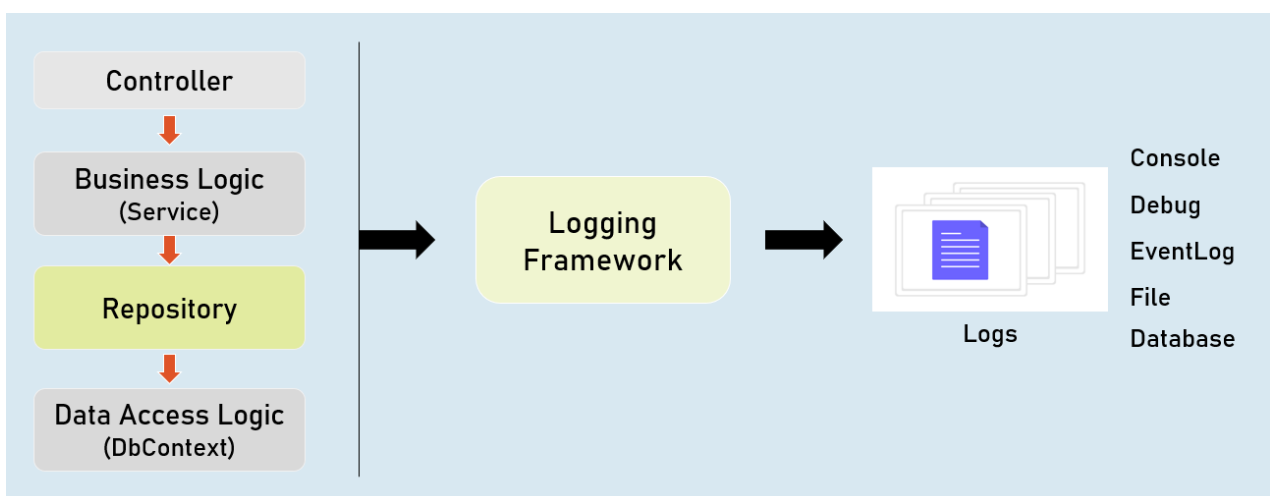 Controller
Business Logic
(Service)
Repository
Data Access Logic
(DbContext)
Logging
Framework
Logs
Console
Debug
EventLog
File
Database